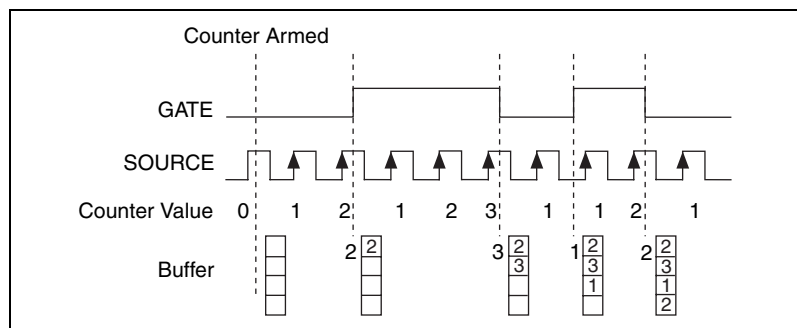 Counter Armed
GATE
SOURCE
Counter Value 0 1 2 1 2 3 1 1 2 1
Buffer
2 2
3 2
3
1 2
3
1
2 2
3
1
2